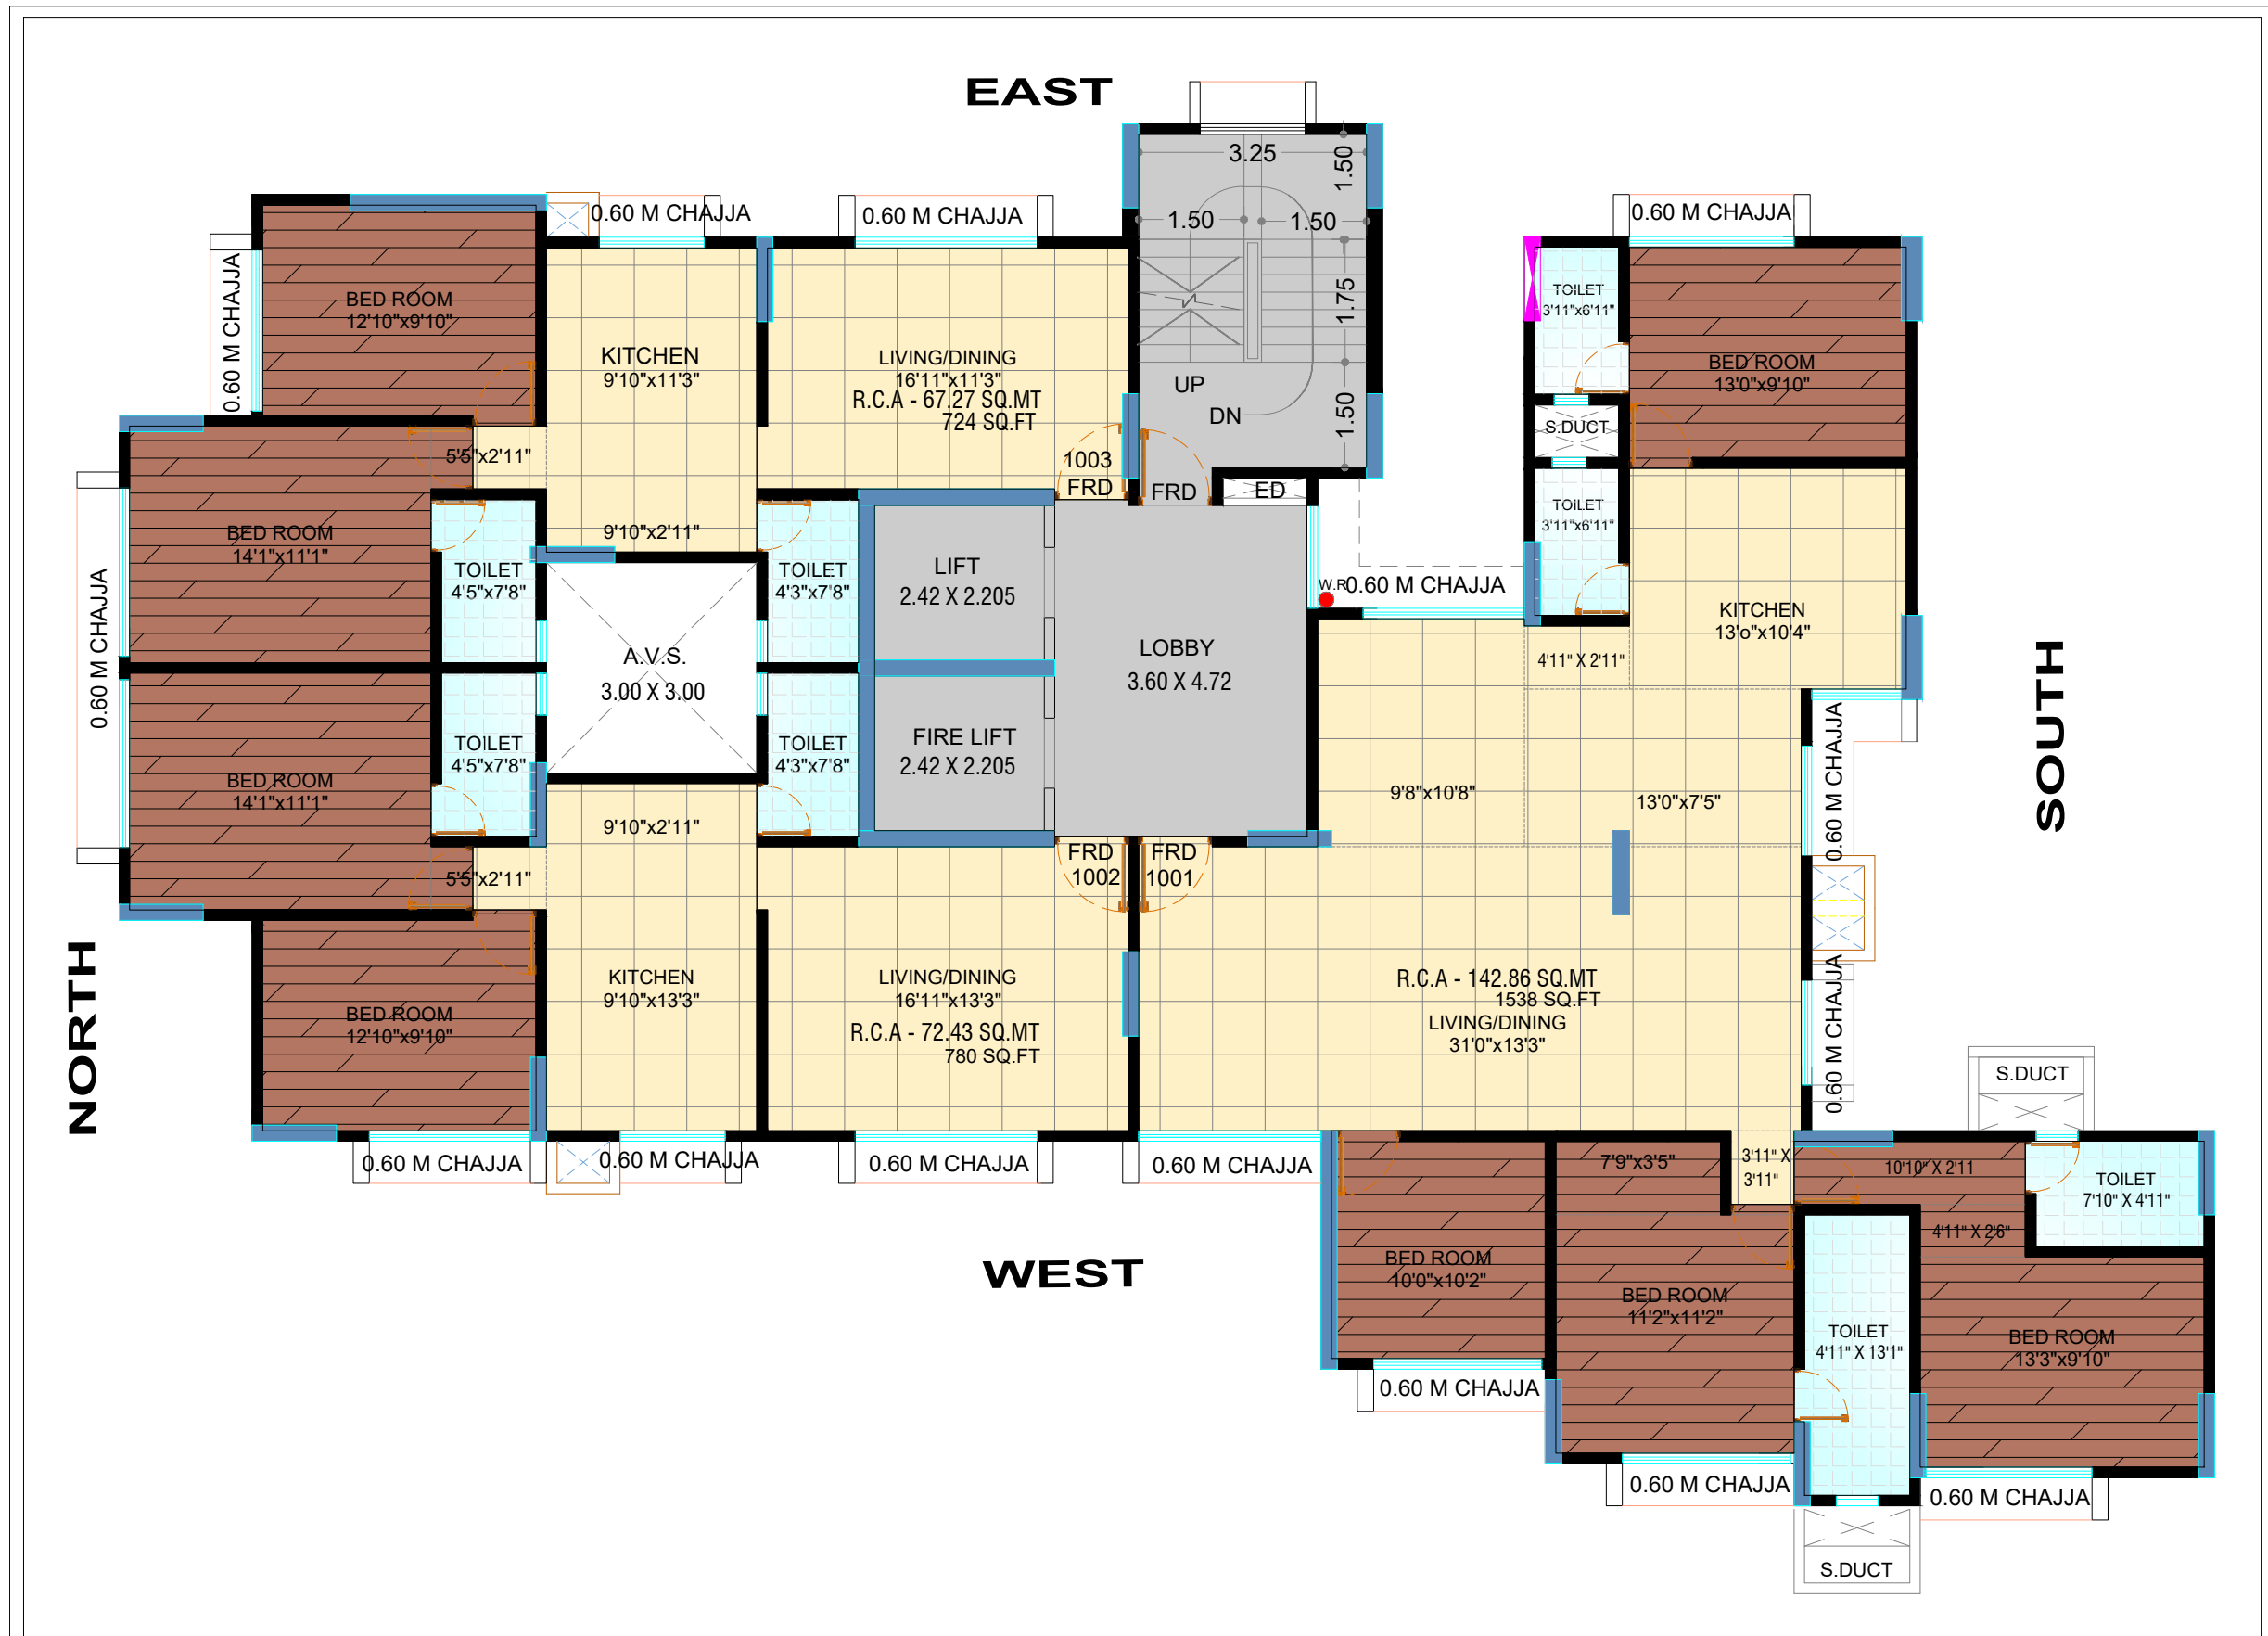 EAST
3.25
1.50
1.50
1.50
1.75
1.50
UP
DN
0.60 M CHAJJA
0.60 M CHAJJA
0.60 M CHAJJA
0.60 M CHAJJA
BED ROOM
12'10"x9'10"
KITCHEN
9'10"x11'3"
LIVING/DINING
16'11"x11'3"
R.C.A - 67.27 SQ.MT
724 SQ.FT
TOILET
3'11"x6'11"
BED ROOM
13'0"x9'10"
S.DUCT
5'5"x2'11"
1003
FRD
FRD
ED
BED ROOM
14'1"x11'1"
9'10"x2'11"
TOILET
3'11"x6'11"
TOILET
4'5"x7'8"
TOILET
4'3"x7'8"
LIFT
2.42 X 2.205
W.R
0.60 M CHAJJA
KITCHEN
13'o"x10'4"
0.60 M CHAJJA
A.V.S.
3.00 X 3.00
LOBBY
3.60 X 4.72
4'11" X 2'11"
SOUTH
TOILET
4'5"x7'8"
TOILET
4'3"x7'8"
FIRE LIFT
2.42 X 2.205
0.60 M CHAJJA
BED ROOM
14'1"x11'1"
9'8"x10'8"
13'0"x7'5"
9'10"x2'11"
5'5"x2'11"
FRD
1002
FRD
1001
NORTH
BED ROOM
12'10"x9'10"
KITCHEN
9'10"x13'3"
LIVING/DINING
16'11"x13'3"
R.C.A - 72.43 SQ.MT
780 SQ.FT
R.C.A - 142.86 SQ.MT
1538 SQ.FT
LIVING/DINING
31'0"x13'3"
0.60 M CHAJJA
S.DUCT
0.60 M CHAJJA
0.60 M CHAJJA
0.60 M CHAJJA
0.60 M CHAJJA
7'9"x3'5"
3'11" X
3'11"
10'10" X 2'11
TOILET
7'10" X 4'11"
4'11" X 2'6"
WEST
BED ROOM
10'0"x10'2"
BED ROOM
11'2"x11'2"
TOILET
4'11" X 13'1"
BED ROOM
13'3"x9'10"
0.60 M CHAJJA
0.60 M CHAJJA
0.60 M CHAJJA
S.DUCT